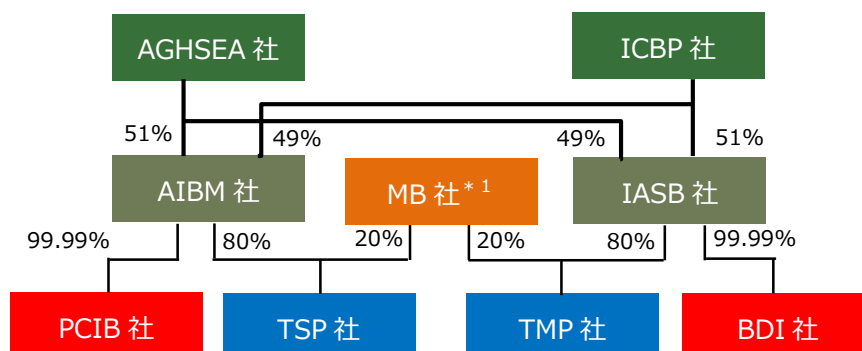 AGHSEA 社
ICBP 社
51%
49%
49%
51%
AIBM 社
MB 社*1
IASB 社
99.99%
80%
20%
20%
80%
99.99%
PCIB 社
TSP 社
TMP 社
BDI 社